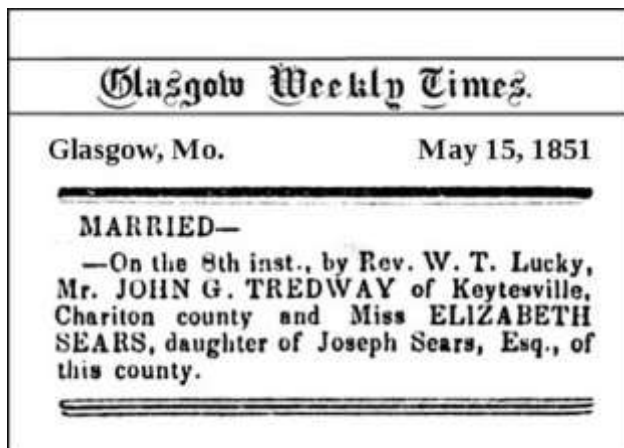 Glasgow Weekly Times.
Glasgow, Mo. May 15, 1851
MARRIED—
—On the 8th inst., by Rev. W. T. Lucky,
Mr. JOHN G. TREDWAY of Keytesville,
Chariton county and Miss ELIZABETH
SEARS, daughter of Joseph Sears, Esq., of
this county.